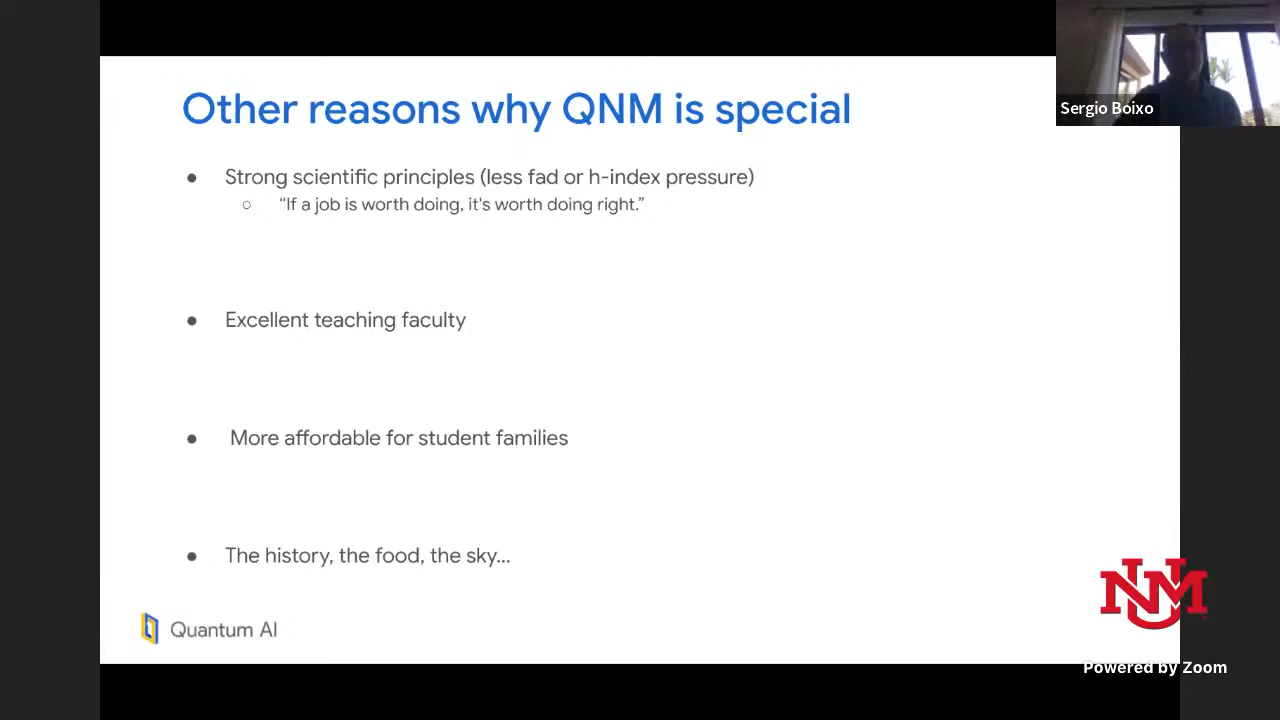 Other reasons why QNM is special
Sergio Boixo
● Strong scientific principles (less fad or h-index pressure)
○ “If a job is worth doing, it's worth doing right.”
● Excellent teaching faculty
● More affordable for student families
● The history, the food, the sky...
Quantum AI
UNM
Powered by Zoom